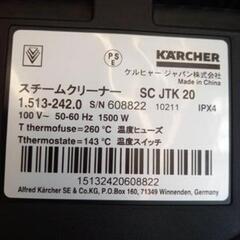 KÄRCHER
PS
E
ケルヒャー ジャパン株式会社
Made in China
スチームクリーナー SC JTK 20
1.513-242.0 S/N 608822 10211 IPX4
100 V~ 50-60 Hz 1500 W
T thermofuse=260 °C 温度ヒューズ
T thermostate=143 °C 温度スイッチ
15132420608822
Alfred Kärcher SE & Co.KG, P.O.Box 160, 71349 Winnenden, Germany